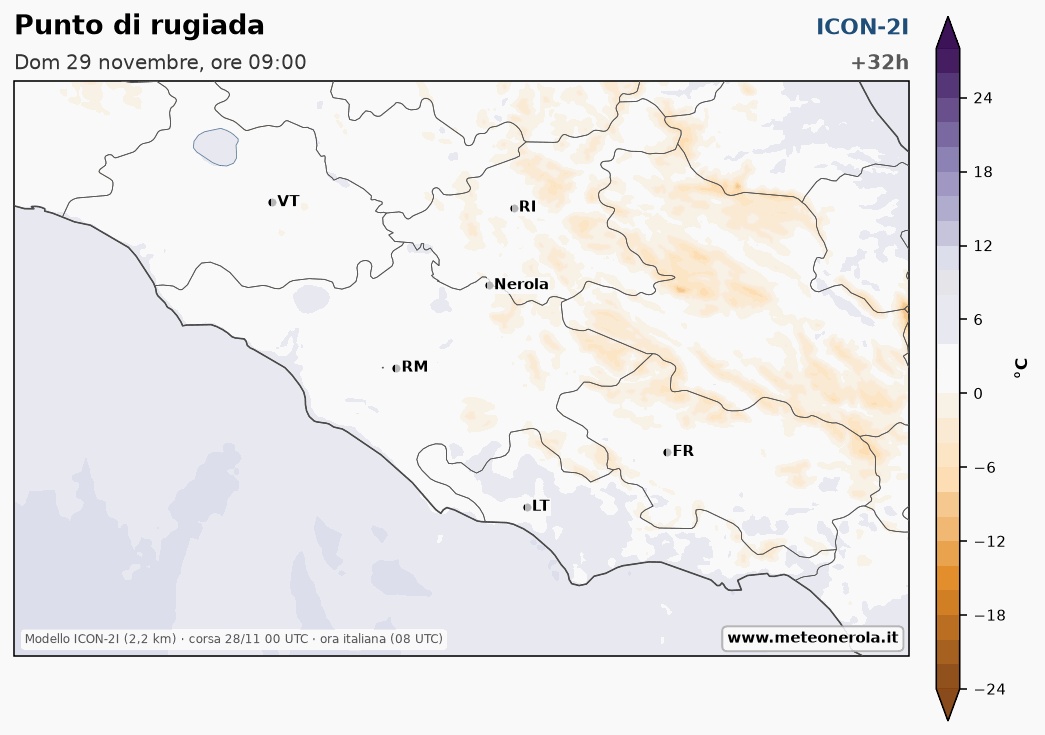 Punto di rugiada
ICON-2I
Dom 29 novembre, ore 09:00
+32h
VT
RI
Nerola
RM
FR
LT
Modello ICON-2I (2,2 km) · corsa 28/11 00 UTC · ora italiana (08 UTC)
www.meteonerola.it
24
18
12
6
0
−6
−12
−18
−24
°C